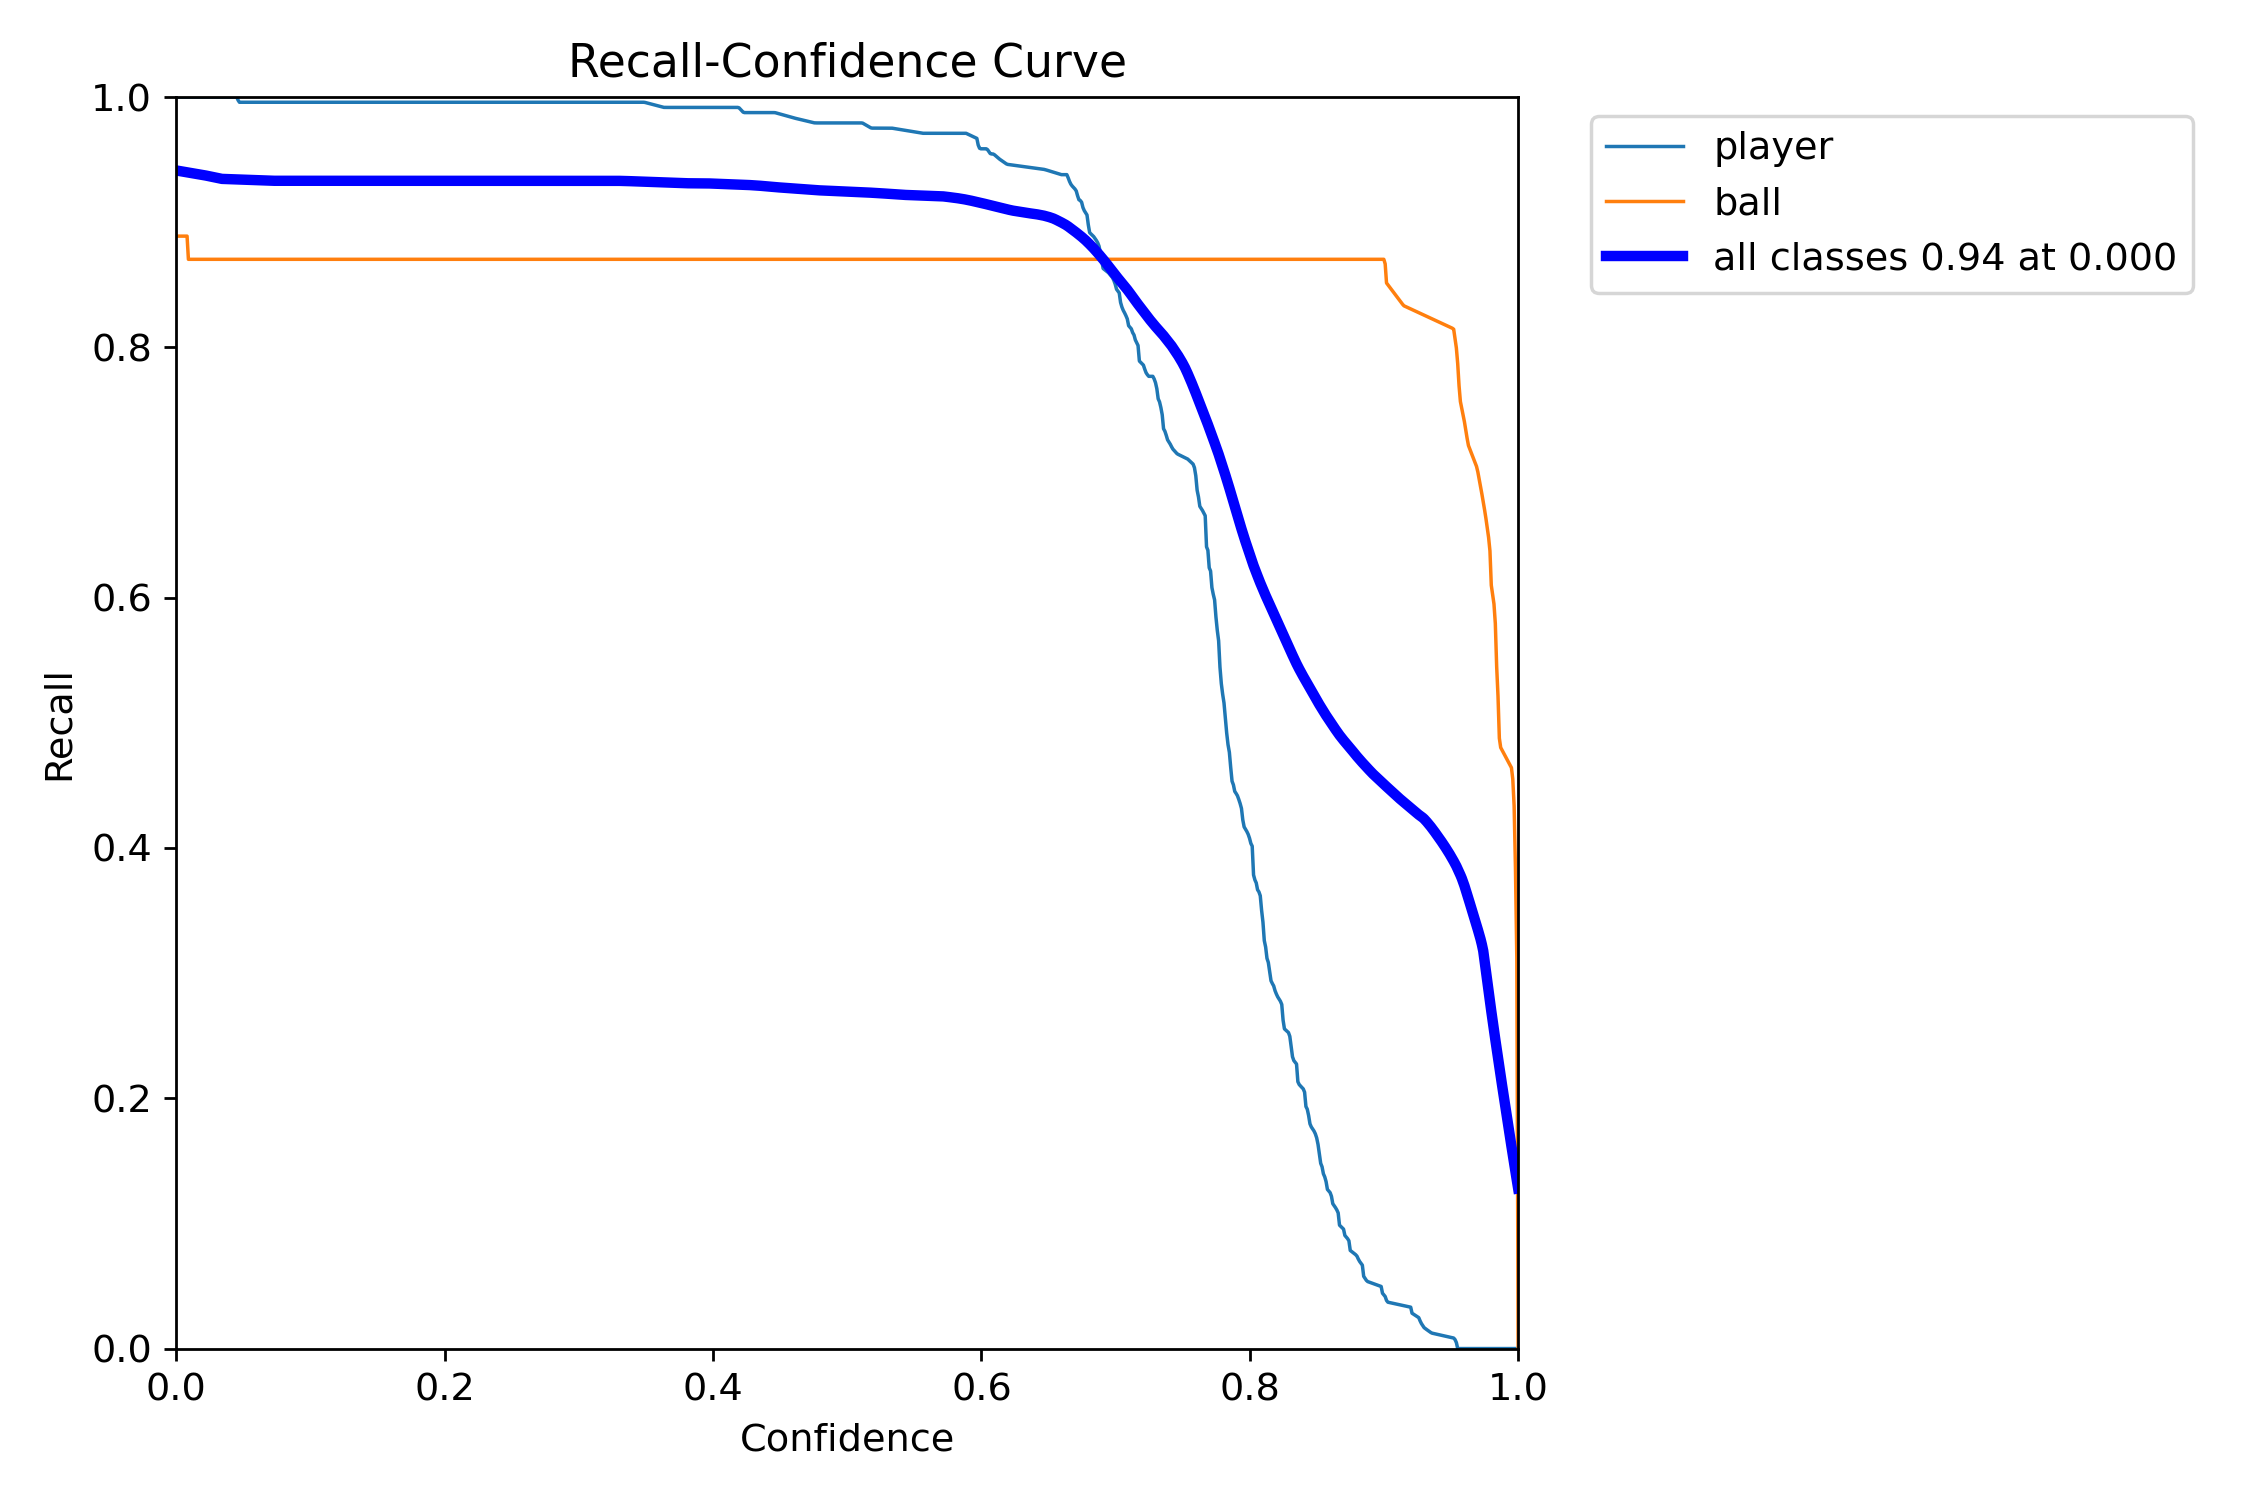 Recall-Confidence Curve
1.0
0.8
0.6
0.4
0.2
0.0
Recall
0.0 0.2 0.4 0.6 0.8 1.0
Confidence
player
ball
all classes 0.94 at 0.000